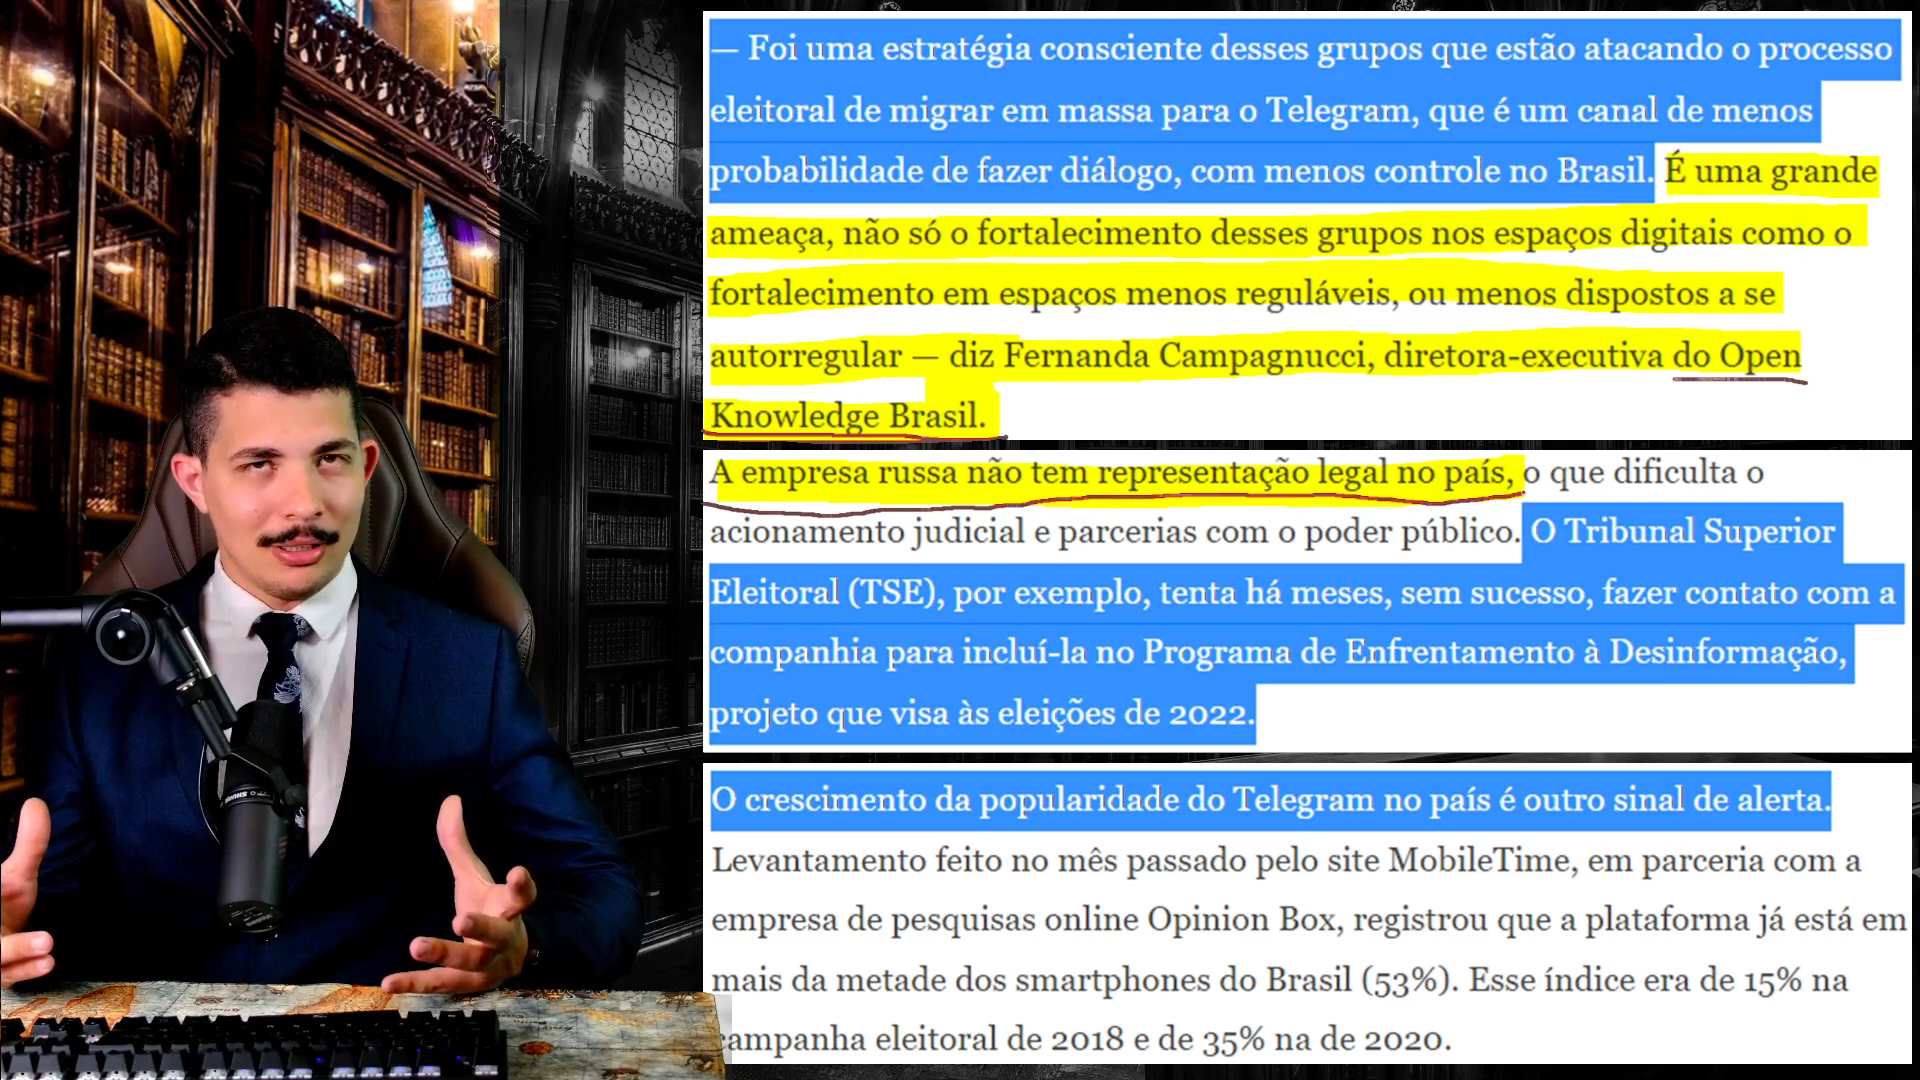 — Foi uma estratégia consciente desses grupos que estão atacando o processo
eleitoral de migrar em massa para o Telegram, que é um canal de menos
probabilidade de fazer diálogo, com menos controle no Brasil. É uma grande
ameaça, não só o fortalecimento desses grupos nos espaços digitais como o
fortalecimento em espaços menos reguláveis, ou menos dispostos a se
autorregular — diz Fernanda Campagnucci, diretora-executiva do Open
Knowledge Brasil.
A empresa russa não tem representação legal no país, o que dificulta o
acionamento judicial e parcerias com o poder público. O Tribunal Superior
Eleitoral (TSE), por exemplo, tenta há meses, sem sucesso, fazer contato com a
companhia para incluí-la no Programa de Enfrentamento à Desinformação,
projeto que visa às eleições de 2022.
O crescimento da popularidade do Telegram no país é outro sinal de alerta.
Levantamento feito no mês passado pelo site MobileTime, em parceria com a
empresa de pesquisas online Opinion Box, registrou que a plataforma já está em
mais da metade dos smartphones do Brasil (53%). Esse índice era de 15% na
campanha eleitoral de 2018 e de 35% na de 2020.
SHURE